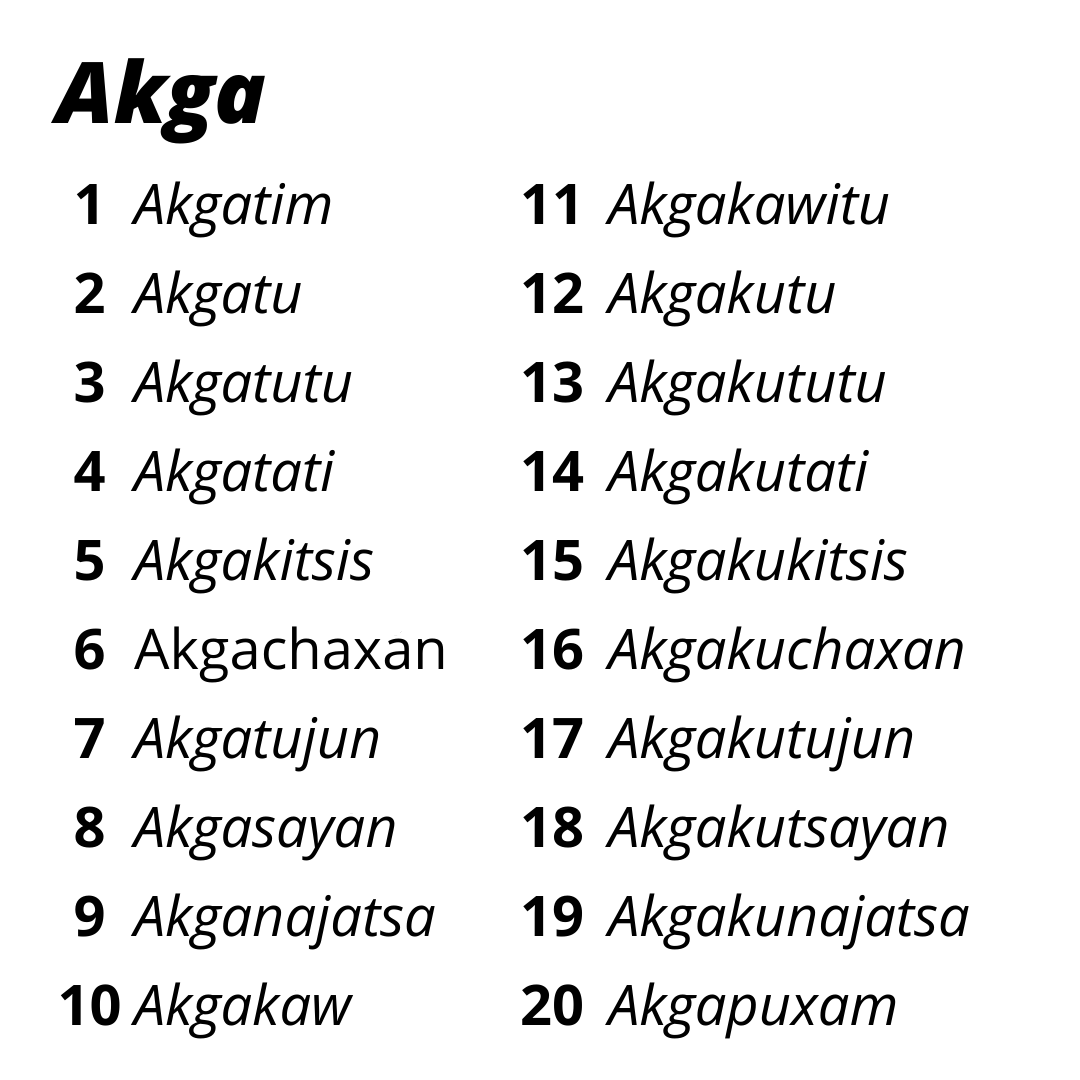 Akga
1 Akgatim
2 Akgatu
3 Akgatutu
4 Akgatati
5 Akgakitsis
6 Akgachaxan
7 Akgatujun
8 Akgasayan
9 Akganajatsa
10 Akgakaw
11 Akgakawitu
12 Akgakutu
13 Akgakututu
14 Akgakutati
15 Akgakukitsis
16 Akgakuchaxan
17 Akgakutujun
18 Akgakutsayan
19 Akgakunajatsa
20 Akgapuxam